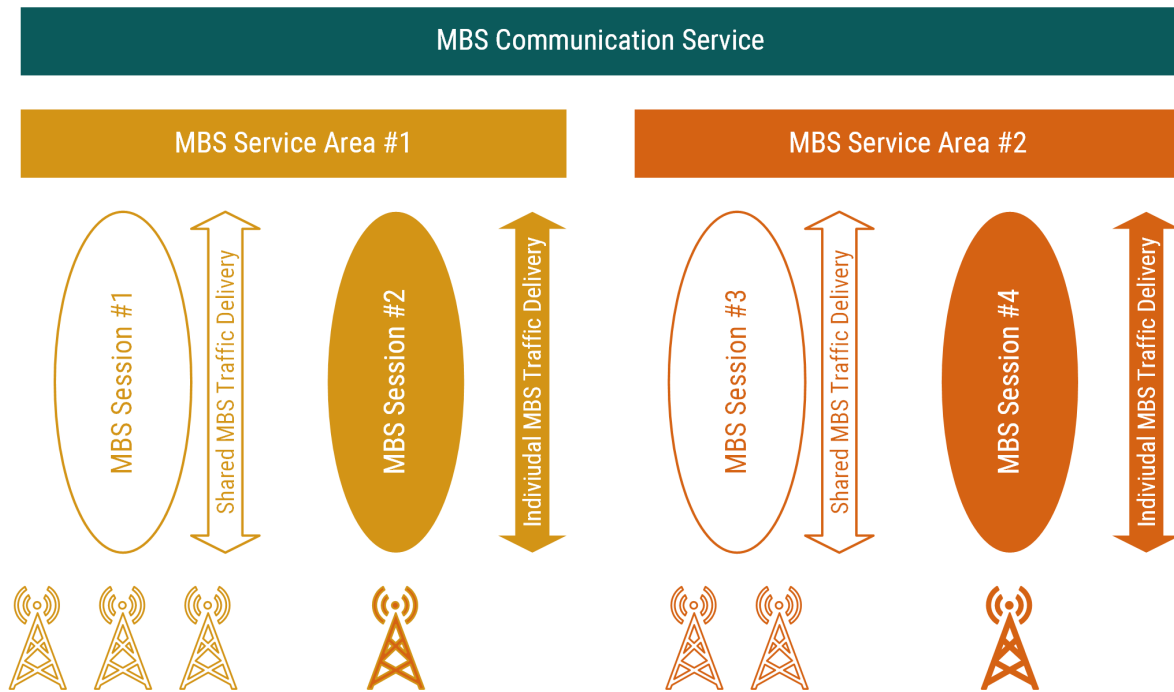 MBS Communication Service
MBS Service Area #1
MBS Service Area #2
MBS Session #1
Shared MBS Traffic Delivery
MBS Session #2
Indiviudal MBS Traffic Delivery
MBS Session #3
Shared MBS Traffic Delivery
MBS Session #4
Indiviudal MBS Traffic Delivery